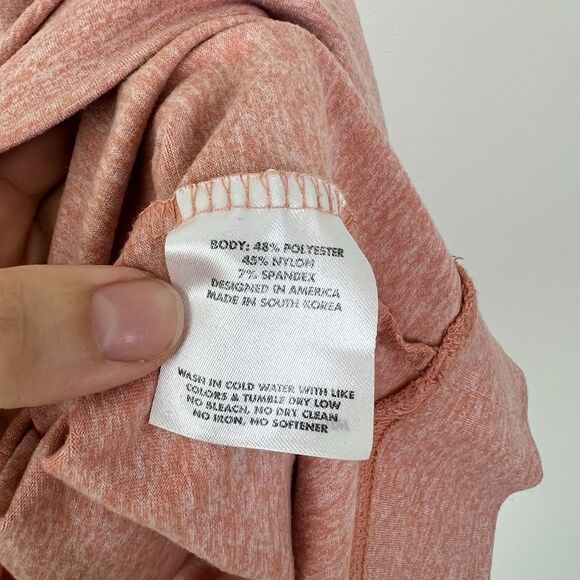 BODY: 48% POLYESTER
45% NYLON
7% SPANDEX
DESIGNED IN AMERICA
MADE IN SOUTH KOREA
WASH IN COLD WATER WITH LIKE
COLORS & TUMBLE DRY LOW
NO BLEACH, NO DRY CLEAN
NO IRON, NO SOFTENER